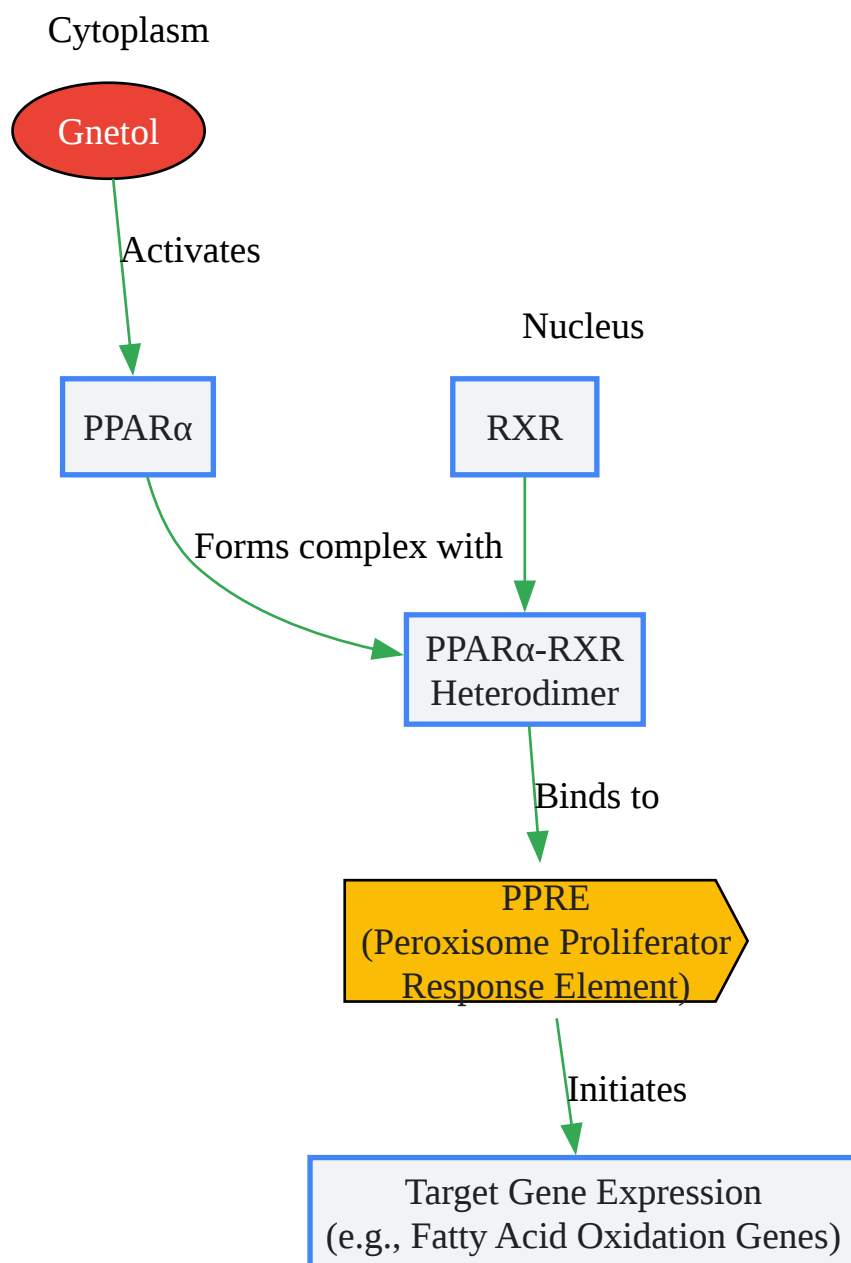 Cytoplasm
Gnetol
Activates
Nucleus
PPARα
RXR
Forms complex with
PPARα-RXR
Heterodimer
Binds to
PPRE
(Peroxisome Proliferator
Response Element)
Initiates
Target Gene Expression
(e.g., Fatty Acid Oxidation Genes)